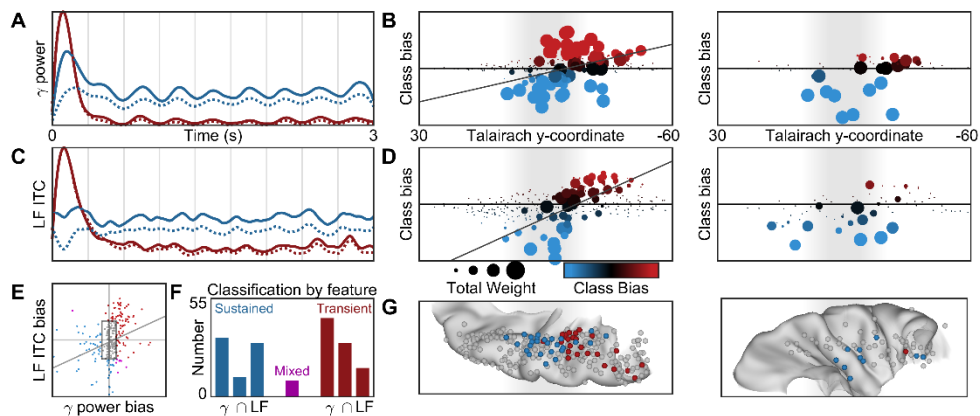 A
γ power
0
Time (s)
3
B
Class bias
30
Talairach y-coordinate
-60
Class bias
30
Talairach y-coordinate
-60
C
LF ITC
D
Class bias
Class bias
Total Weight
Class Bias
E
LF ITC bias
γ power bias
F
Classification by feature
55
Number
0
Sustained
Mixed
Transient
γ ∩ LF
γ ∩ LF
G